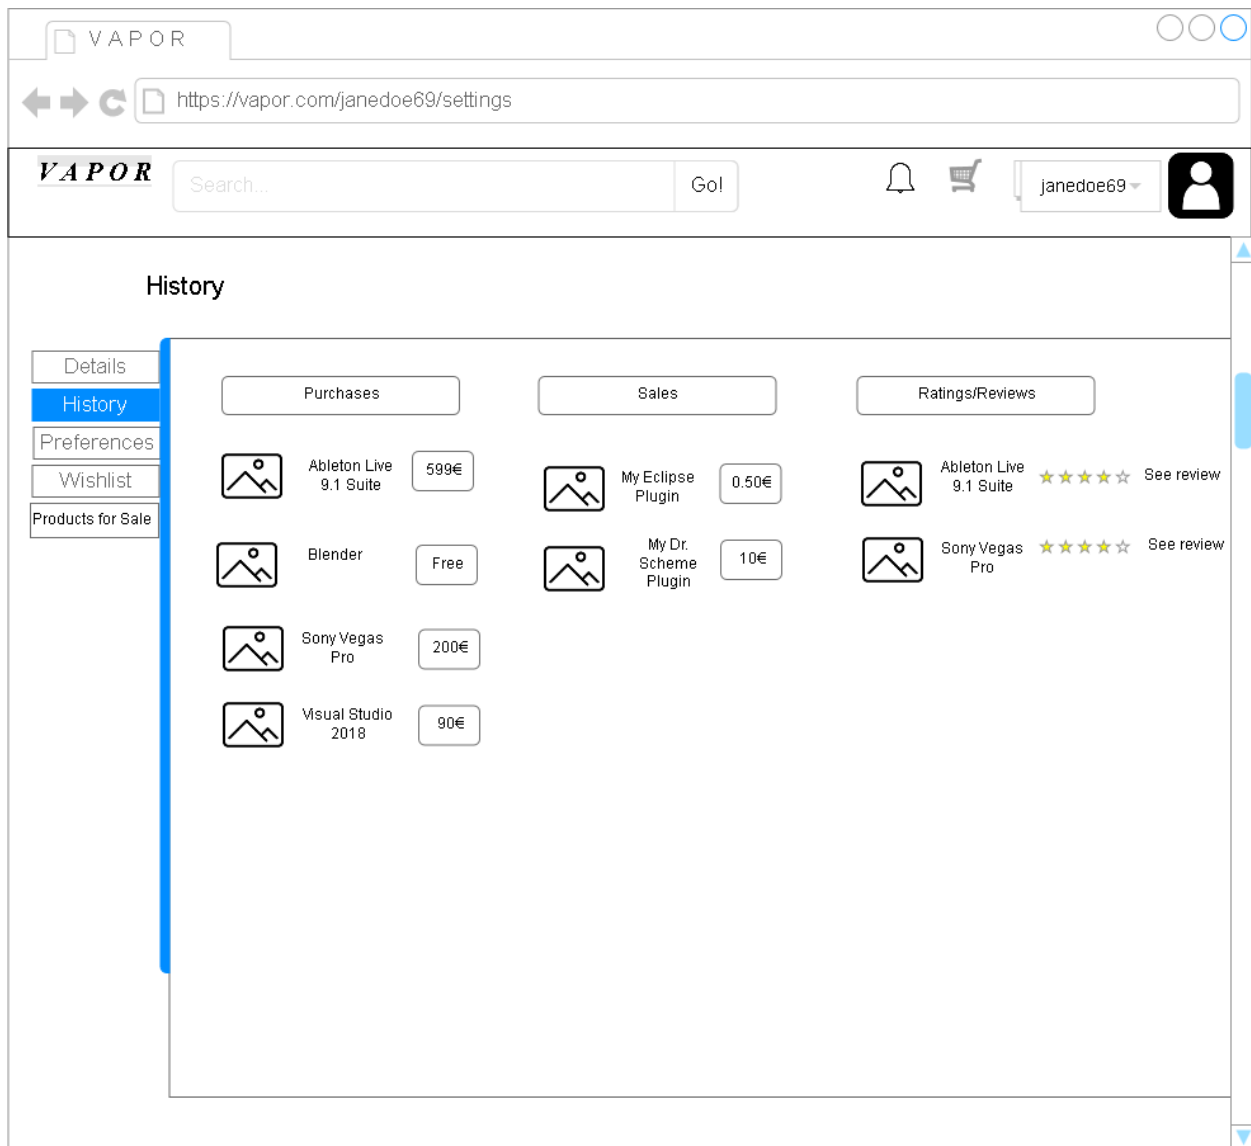 V A P O R
https://vapor.com/janedoe69/settings
V A P O R
Search...
Go!
janedoe69
History
Details
History
Preferences
Wishlist
Products for Sale
Purchases
Ableton Live
9.1 Suite
599€
Blender
Free
Sony Vegas
Pro
200€
Visual Studio
2018
90€
Sales
My Eclipse
Plugin
0.50€
My Dr.
Scheme
Plugin
10€
Ratings/Reviews
Ableton Live
9.1 Suite
See review
Sony Vegas
Pro
See review